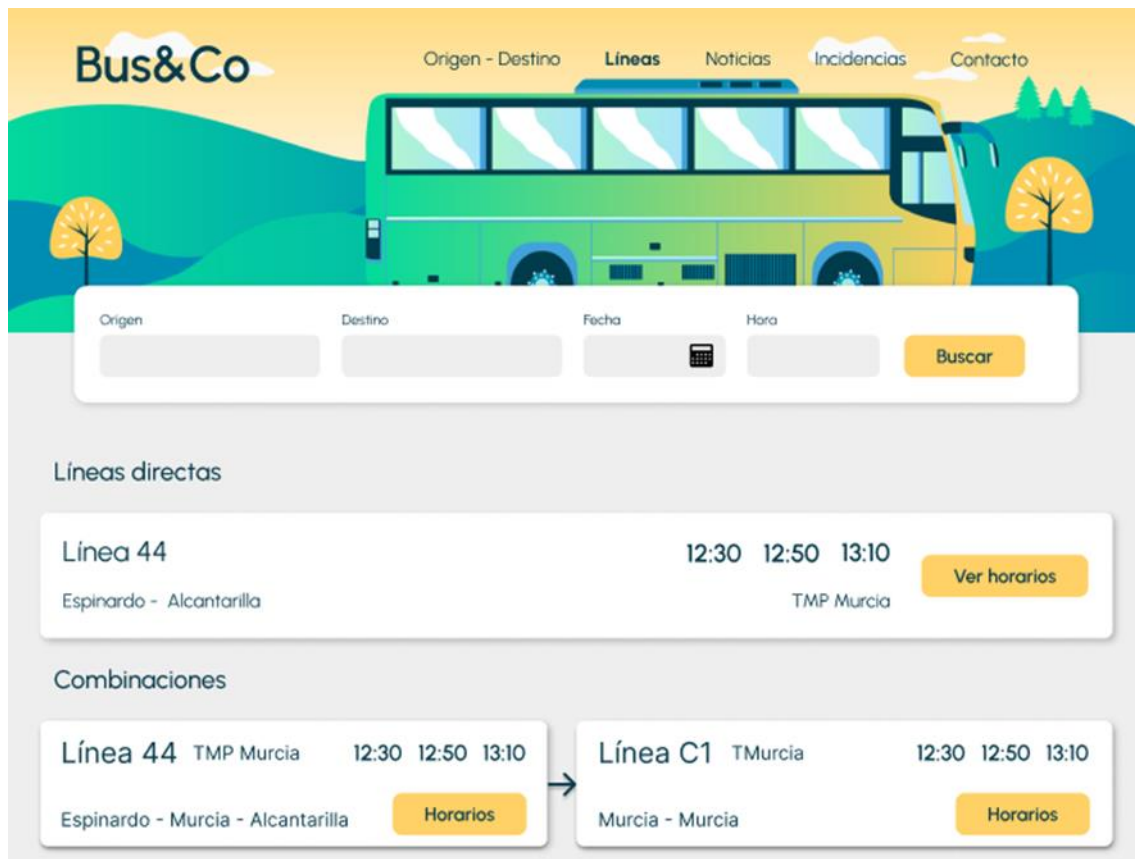 Bus&Co
Origen - Destino Líneas Noticias Incidencias Contacto
Origen Destino Fecha Hora
Buscar
Líneas directas
Línea 44 12:30 12:50 13:10
Ver horarios
Espinardo - Alcantarilla TMP Murcia
Combinaciones
Línea 44 TMP Murcia 12:30 12:50 13:10
Espinardo - Murcia - Alcantarilla Horarios
Línea C1 TMurcia 12:30 12:50 13:10
Murcia - Murcia Horarios